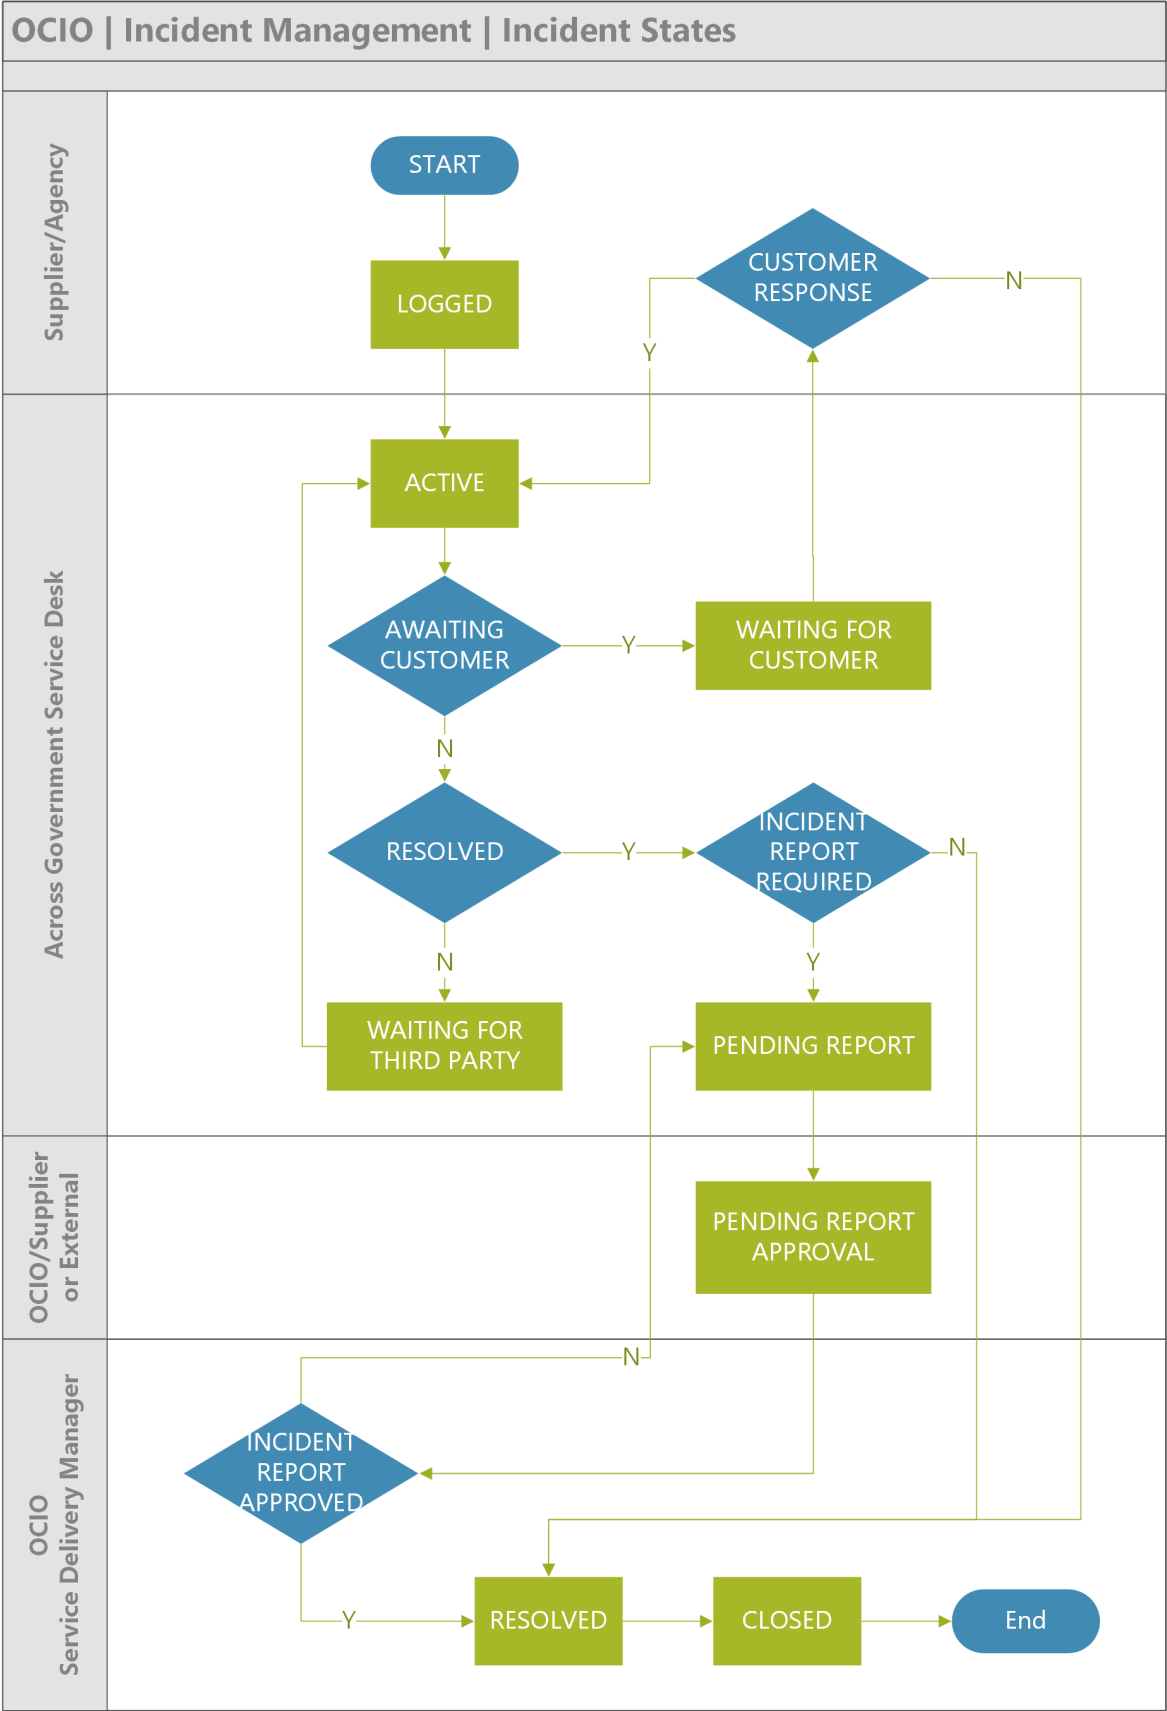 OCIO | Incident Management | Incident States
Supplier/Agency
START
LOGGED
CUSTOMER
RESPONSE
N
Y
Across Government Service Desk
ACTIVE
AWAITING
CUSTOMER
Y
WAITING FOR
CUSTOMER
N
RESOLVED
Y
INCIDENT
REPORT
REQUIRED
N
N
Y
WAITING FOR
THIRD PARTY
PENDING REPORT
OCIO/Supplier
or External
PENDING REPORT
APPROVAL
OCIO
Service Delivery Manager
N
INCIDENT
REPORT
APPROVED
Y
RESOLVED
CLOSED
End